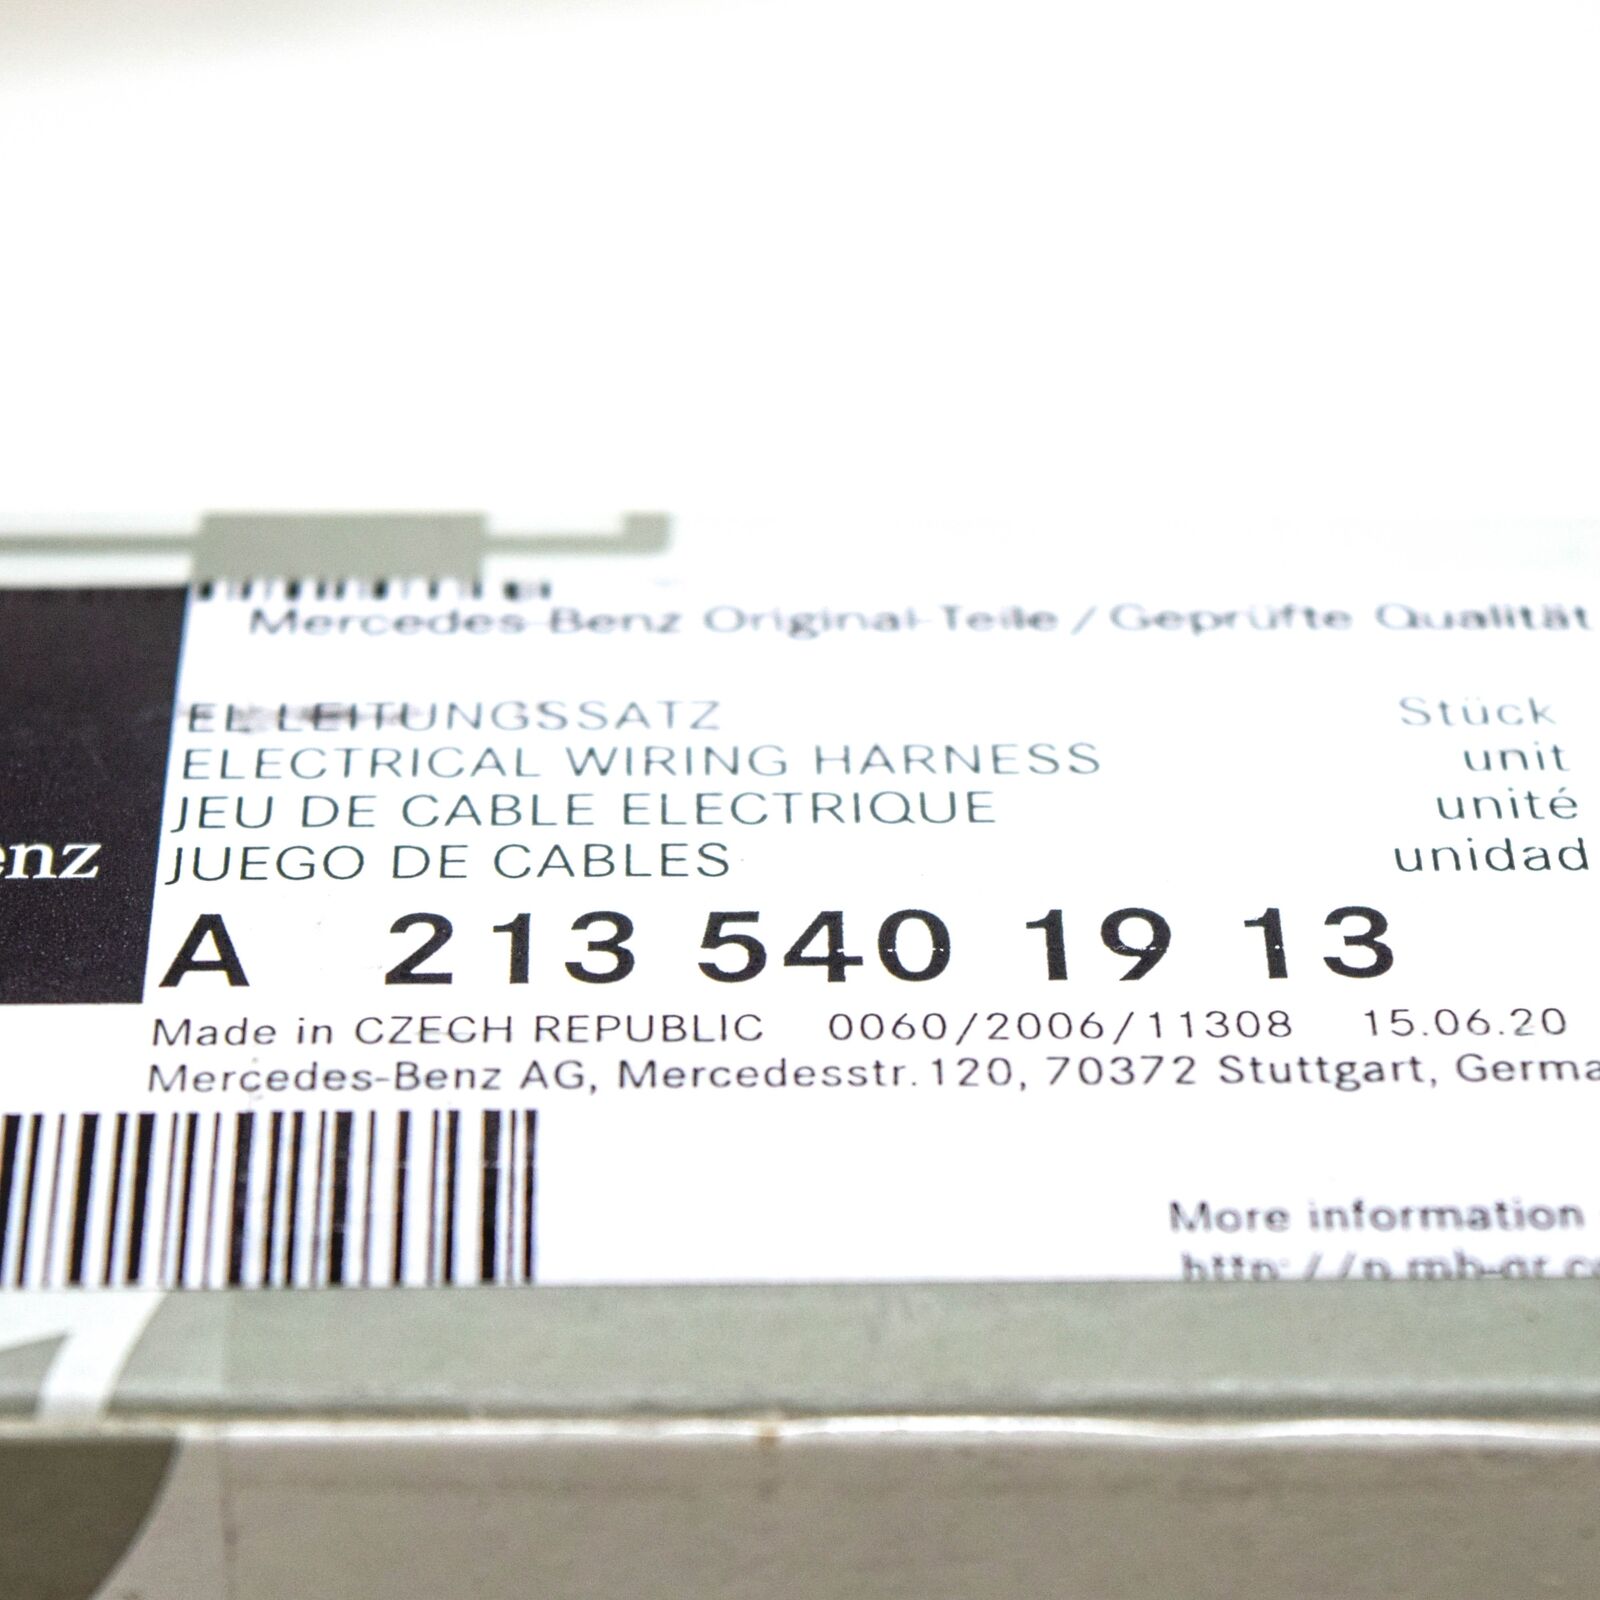 Mercedes-Benz Original-Teile / Geprüfte Qualität
EL LEITUNGSSATZ Stück
ELECTRICAL WIRING HARNESS unit
JEU DE CABLE ELECTRIQUE unité
JUEGO DE CABLES unidad
enz
A 213 540 19 13
Made in CZECH REPUBLIC 0060/2006/11308 15.06.20
Mercedes-Benz AG, Mercedesstr. 120, 70372 Stuttgart, Germa
More information